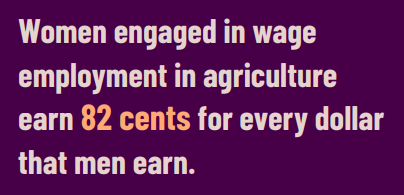 Women engaged in wage
employment in agriculture
earn 82 cents for every dollar
that men earn.